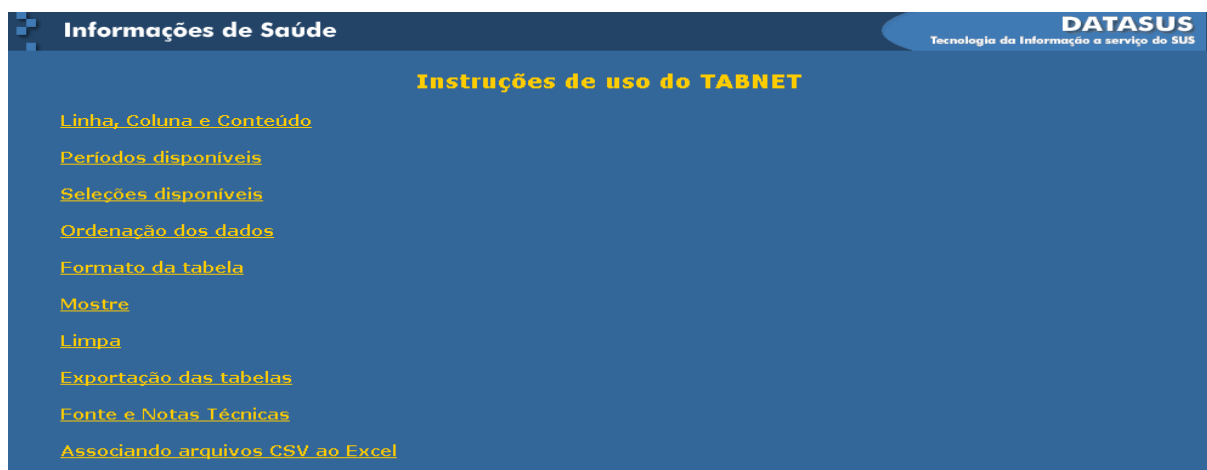 Informações de Saúde
DATASUS
Tecnologia da Informação a serviço do SUS
Instruções de uso do TABNET
Linha, Coluna e Conteúdo
Períodos disponíveis
Seleções disponíveis
Ordenação dos dados
Formato da tabela
Mostre
Limpa
Exportação das tabelas
Fonte e Notas Técnicas
Associando arquivos CSV ao Excel